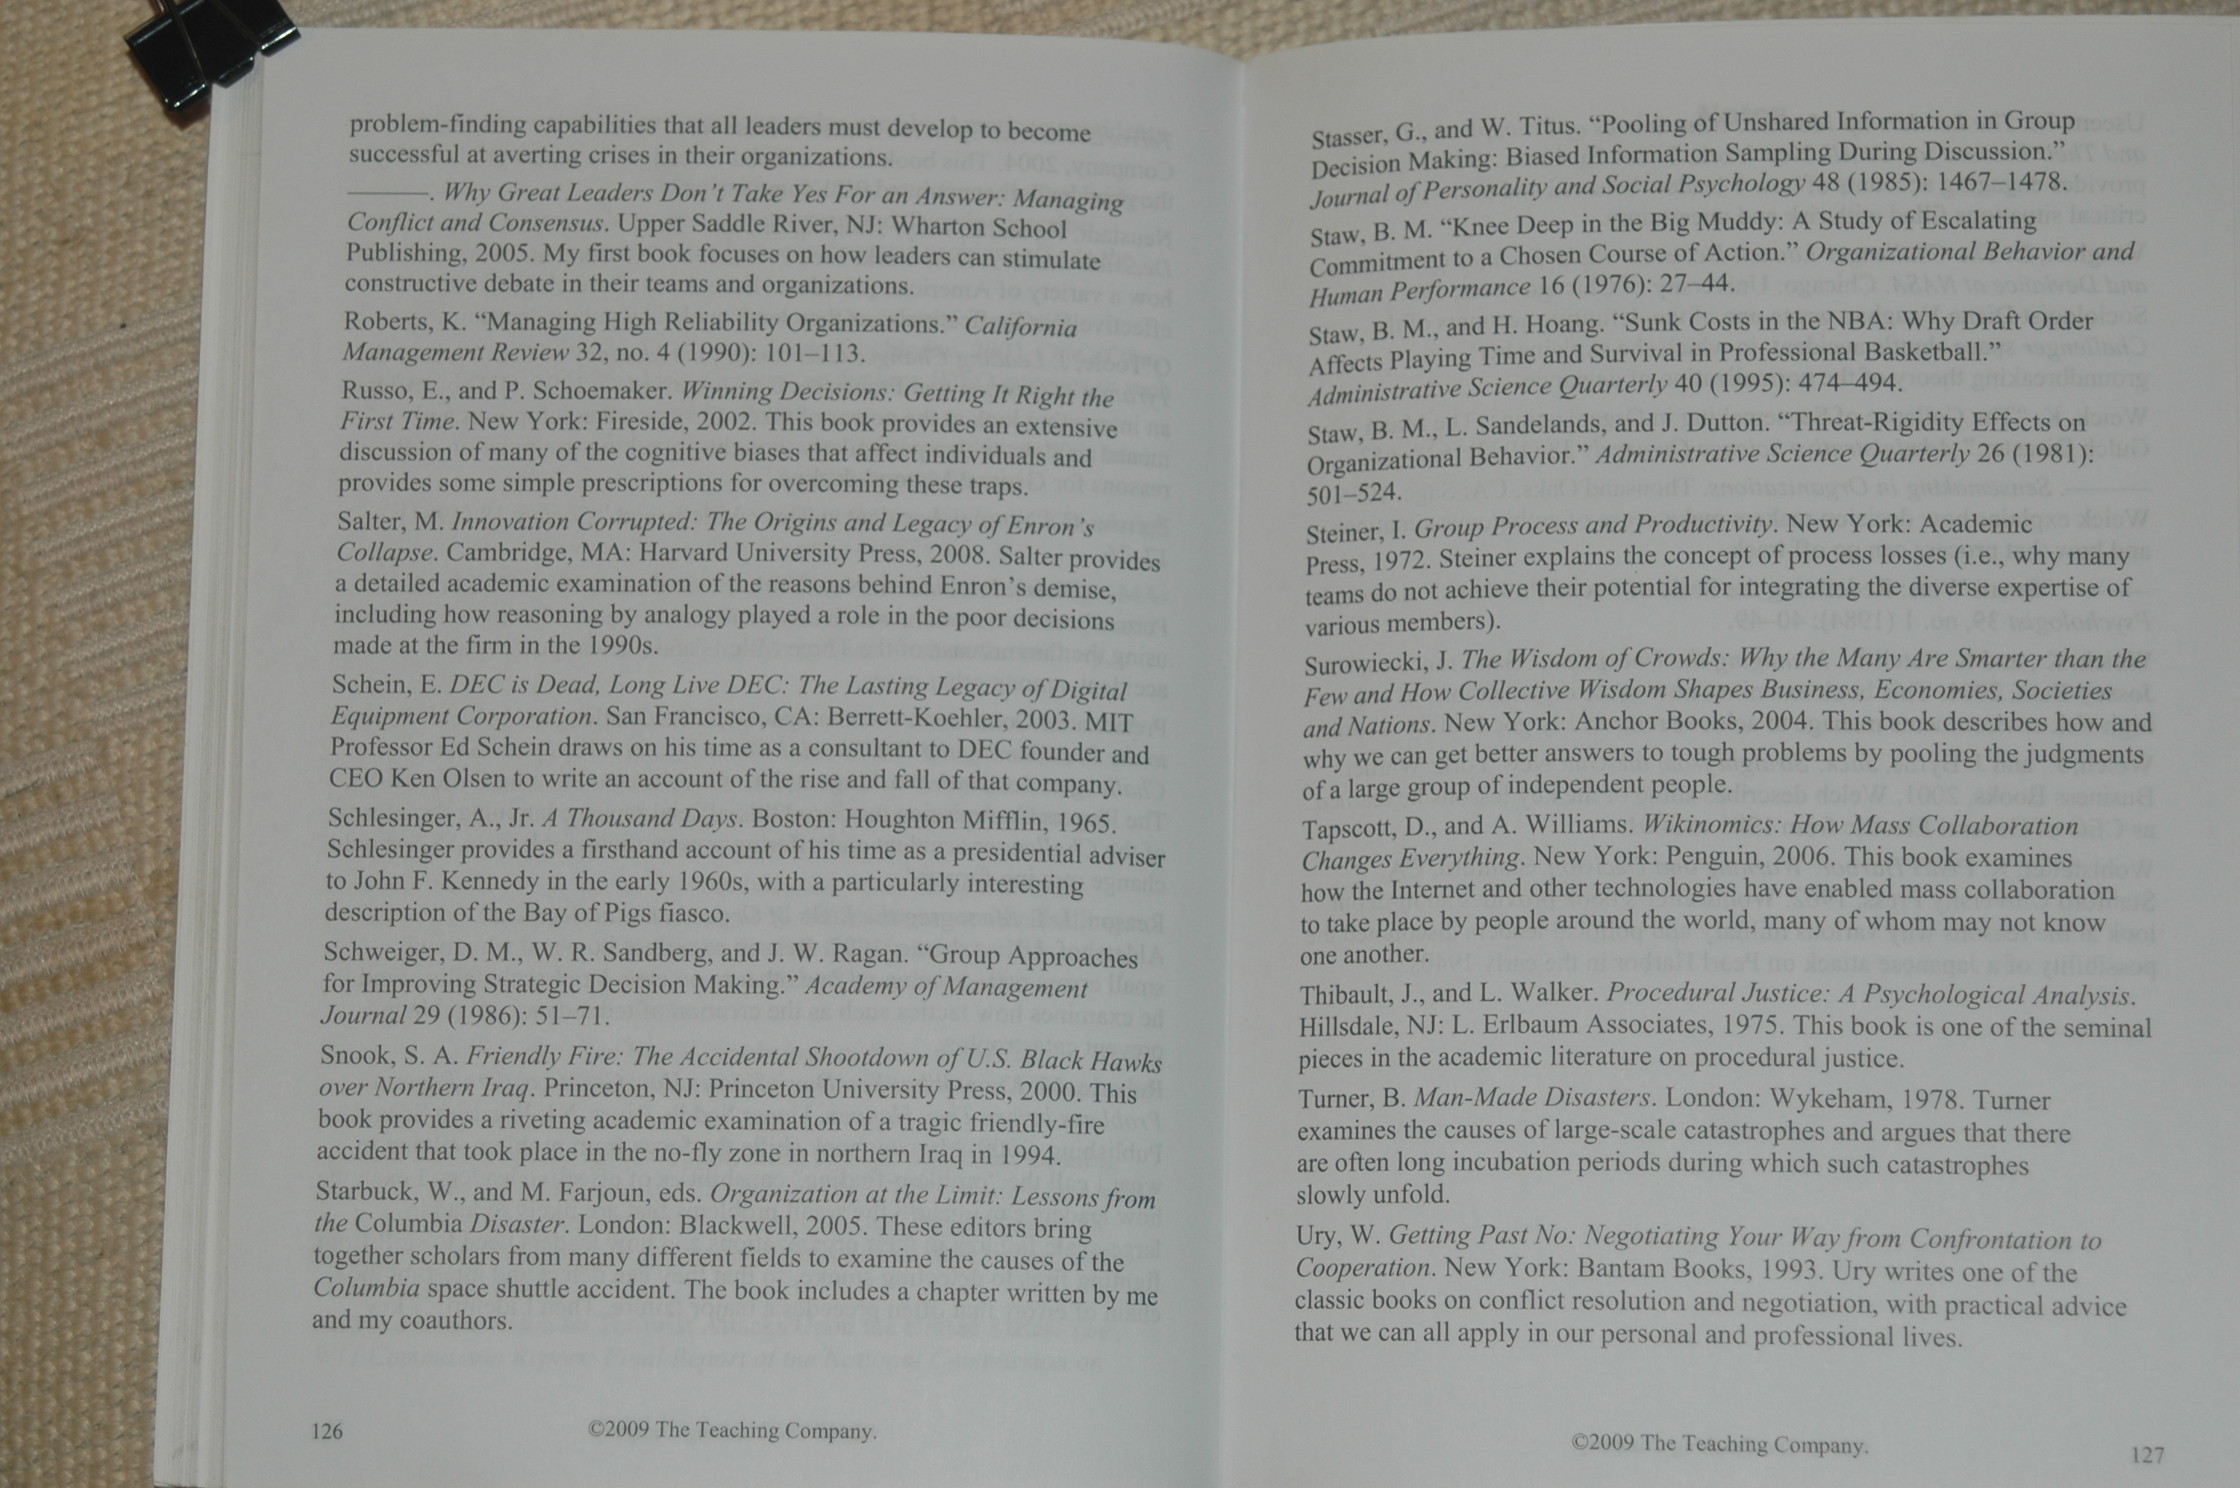 problem-finding capabilities that all leaders must develop to become
successful at averting crises in their organizations.
———. Why Great Leaders Don't Take Yes For an Answer: Managing
Conflict and Consensus. Upper Saddle River, NJ: Wharton School
Publishing, 2005. My first book focuses on how leaders can stimulate
constructive debate in their teams and organizations.
Roberts, K. “Managing High Reliability Organizations.” California
Management Review 32, no. 4 (1990): 101–113.
Russo, E., and P. Schoemaker. Winning Decisions: Getting It Right the
First Time. New York: Fireside, 2002. This book provides an extensive
discussion of many of the cognitive biases that affect individuals and
provides some simple prescriptions for overcoming these traps.
Salter, M. Innovation Corrupted: The Origins and Legacy of Enron's
Collapse. Cambridge, MA: Harvard University Press, 2008. Salter provides
a detailed academic examination of the reasons behind Enron's demise,
including how reasoning by analogy played a role in the poor decisions
made at the firm in the 1990s.
Schein, E. DEC is Dead, Long Live DEC: The Lasting Legacy of Digital
Equipment Corporation. San Francisco, CA: Berrett-Koehler, 2003. MIT
Professor Ed Schein draws on his time as a consultant to DEC founder and
CEO Ken Olsen to write an account of the rise and fall of that company.
Schlesinger, A., Jr. A Thousand Days. Boston: Houghton Mifflin, 1965.
Schlesinger provides a firsthand account of his time as a presidential adviser
to John F. Kennedy in the early 1960s, with a particularly interesting
description of the Bay of Pigs fiasco.
Schweiger, D. M., W. R. Sandberg, and J. W. Ragan. “Group Approaches
for Improving Strategic Decision Making.” Academy of Management
Journal 29 (1986): 51–71.
Snook, S. A. Friendly Fire: The Accidental Shootdown of U.S. Black Hawks
over Northern Iraq. Princeton, NJ: Princeton University Press, 2000. This
book provides a riveting academic examination of a tragic friendly-fire
accident that took place in the no-fly zone in northern Iraq in 1994.
Starbuck, W., and M. Farjoun, eds. Organization at the Limit: Lessons from
the Columbia Disaster. London: Blackwell, 2005. These editors bring
together scholars from many different fields to examine the causes of the
Columbia space shuttle accident. The book includes a chapter written by me
and my coauthors.
126
©2009 The Teaching Company.
Stasser, G., and W. Titus. “Pooling of Unshared Information in Group
Decision Making: Biased Information Sampling During Discussion.”
Journal of Personality and Social Psychology 48 (1985): 1467–1478.
Staw, B. M. “Knee Deep in the Big Muddy: A Study of Escalating
Commitment to a Chosen Course of Action.” Organizational Behavior and
Human Performance 16 (1976): 27–44.
Staw, B. M., and H. Hoang. “Sunk Costs in the NBA: Why Draft Order
Affects Playing Time and Survival in Professional Basketball.”
Administrative Science Quarterly 40 (1995): 474–494.
Staw, B. M., L. Sandelands, and J. Dutton. “Threat-Rigidity Effects on
Organizational Behavior.” Administrative Science Quarterly 26 (1981):
501–524.
Steiner, I. Group Process and Productivity. New York: Academic
Press, 1972. Steiner explains the concept of process losses (i.e., why many
teams do not achieve their potential for integrating the diverse expertise of
various members).
Surowiecki, J. The Wisdom of Crowds: Why the Many Are Smarter than the
Few and How Collective Wisdom Shapes Business, Economies, Societies
and Nations. New York: Anchor Books, 2004. This book describes how and
why we can get better answers to tough problems by pooling the judgments
of a large group of independent people.
Tapscott, D., and A. Williams. Wikinomics: How Mass Collaboration
Changes Everything. New York: Penguin, 2006. This book examines
how the Internet and other technologies have enabled mass collaboration
to take place by people around the world, many of whom may not know
one another.
Thibault, J., and L. Walker. Procedural Justice: A Psychological Analysis.
Hillsdale, NJ: L. Erlbaum Associates, 1975. This book is one of the seminal
pieces in the academic literature on procedural justice.
Turner, B. Man-Made Disasters. London: Wykeham, 1978. Turner
examines the causes of large-scale catastrophes and argues that there
are often long incubation periods during which such catastrophes
slowly unfold.
Ury, W. Getting Past No: Negotiating Your Way from Confrontation to
Cooperation. New York: Bantam Books, 1993. Ury writes one of the
classic books on conflict resolution and negotiation, with practical advice
that we can all apply in our personal and professional lives.
©2009 The Teaching Company.
127